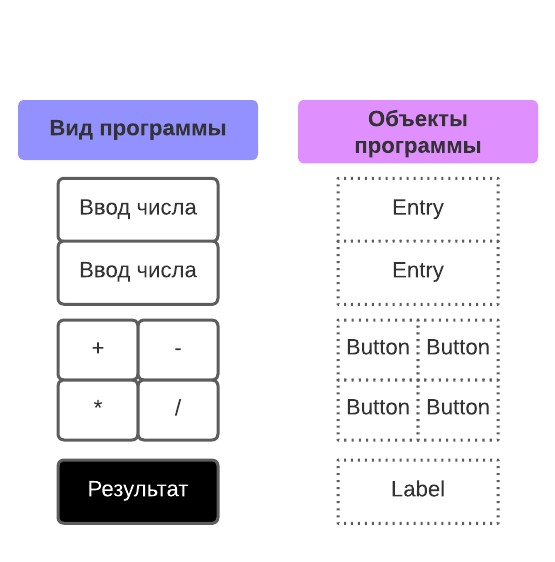 Вид программы
Объекты
программы
Ввод числа
Entry
Ввод числа
Entry
+ -
Button Button
* /
Button Button
Результат
Label